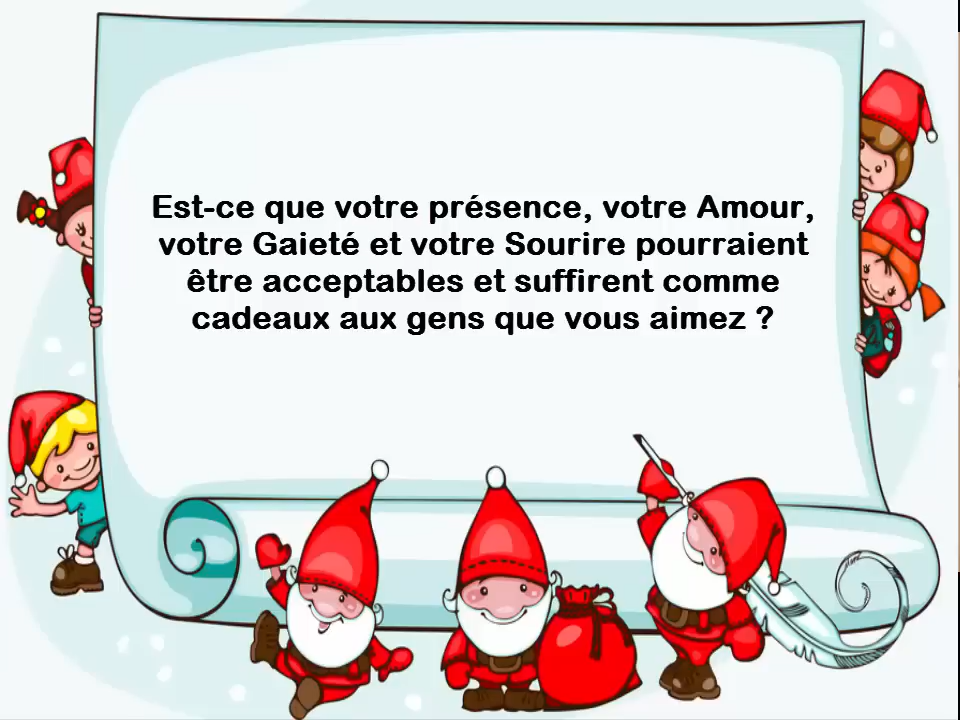 Est-ce que votre présence, votre Amour,
votre Gaieté et votre Sourire pourraient
être acceptables et suffirent comme
cadeaux aux gens que vous aimez ?